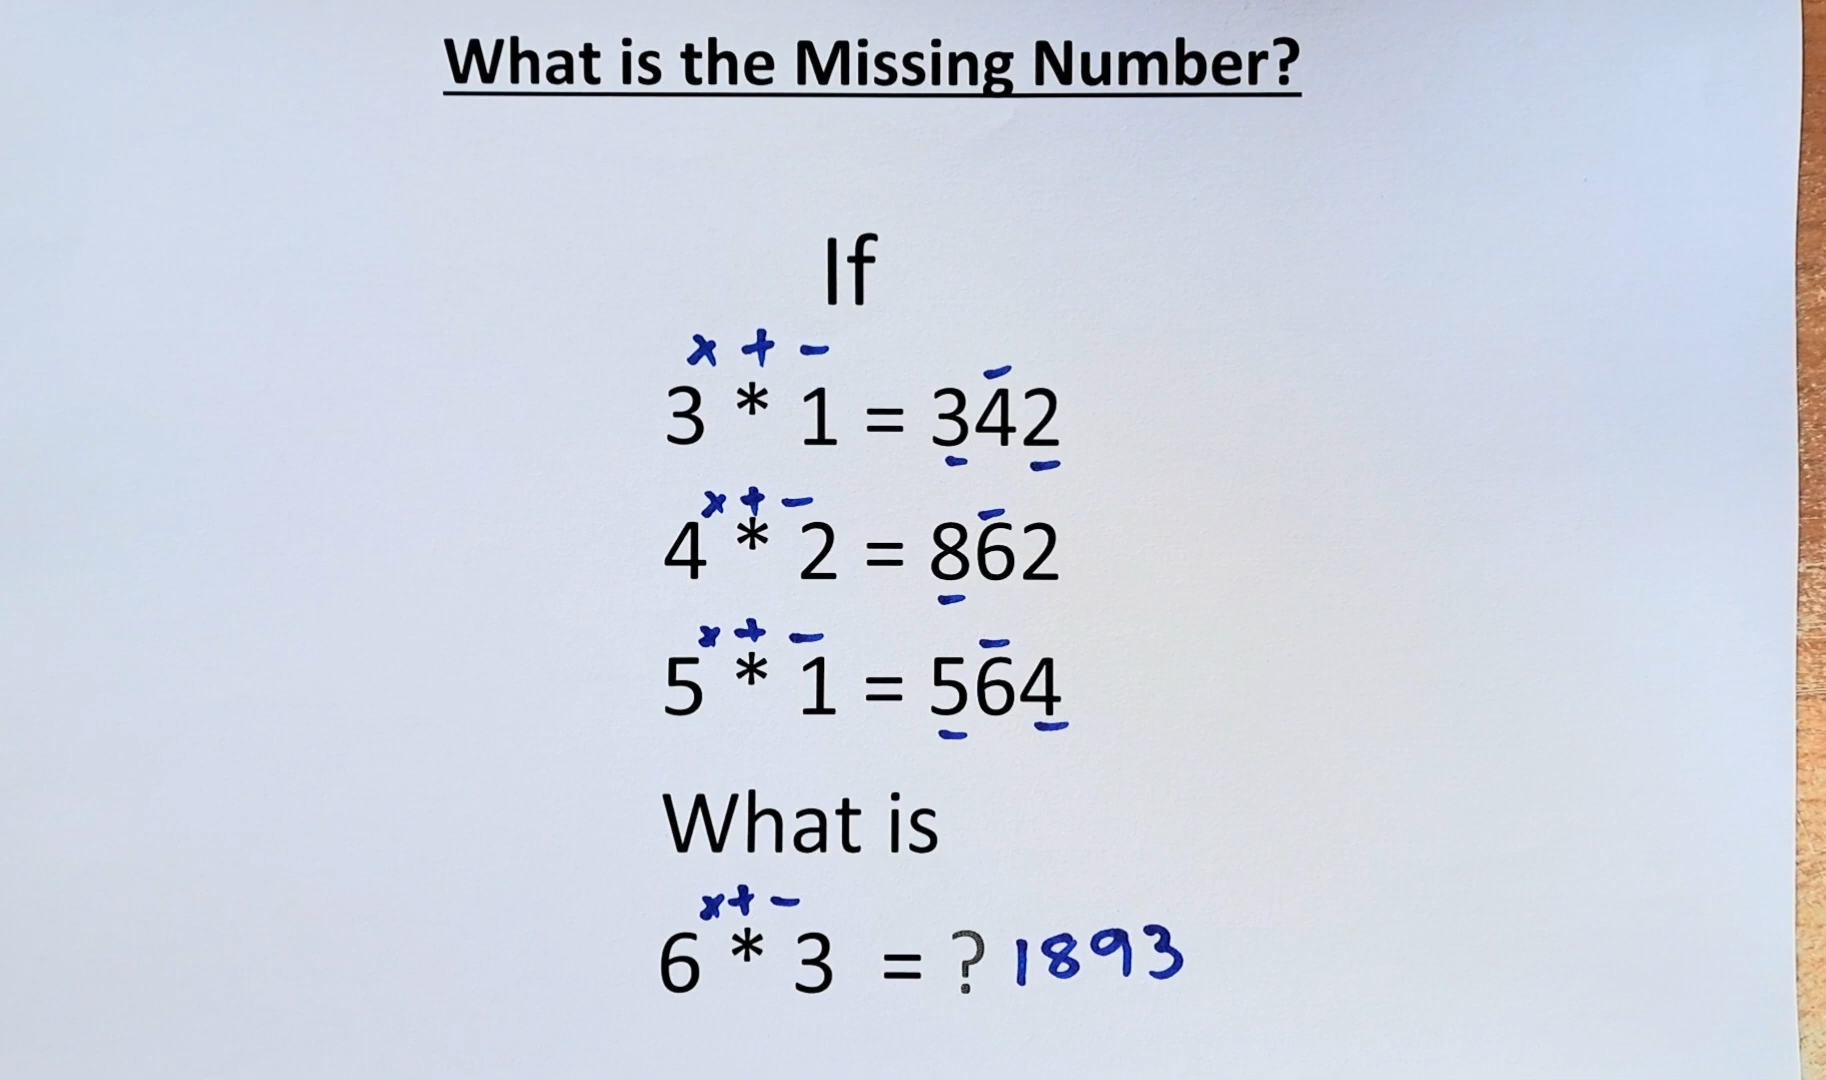 What is the Missing Number?
If
× + -
3 * 1 = 342
× + -
4 * 2 = 862
× + -
5 * 1 = 564
What is
× + -
6 * 3 = ? 1893